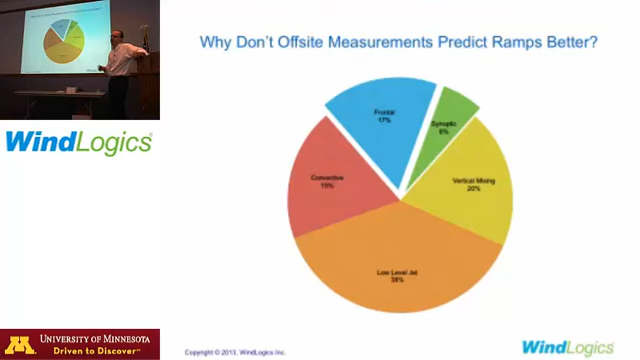 Why Don't Offsite Measurements Predict Ramps Better?
Frontal
17%
Synoptic
6%
Convective
19%
Vertical Mixing
20%
Low Level Jet
38%
WindLogics
UNIVERSITY OF MINNESOTA
Driven to Discover
Copyright © 2013, WindLogics Inc.
WindLogics